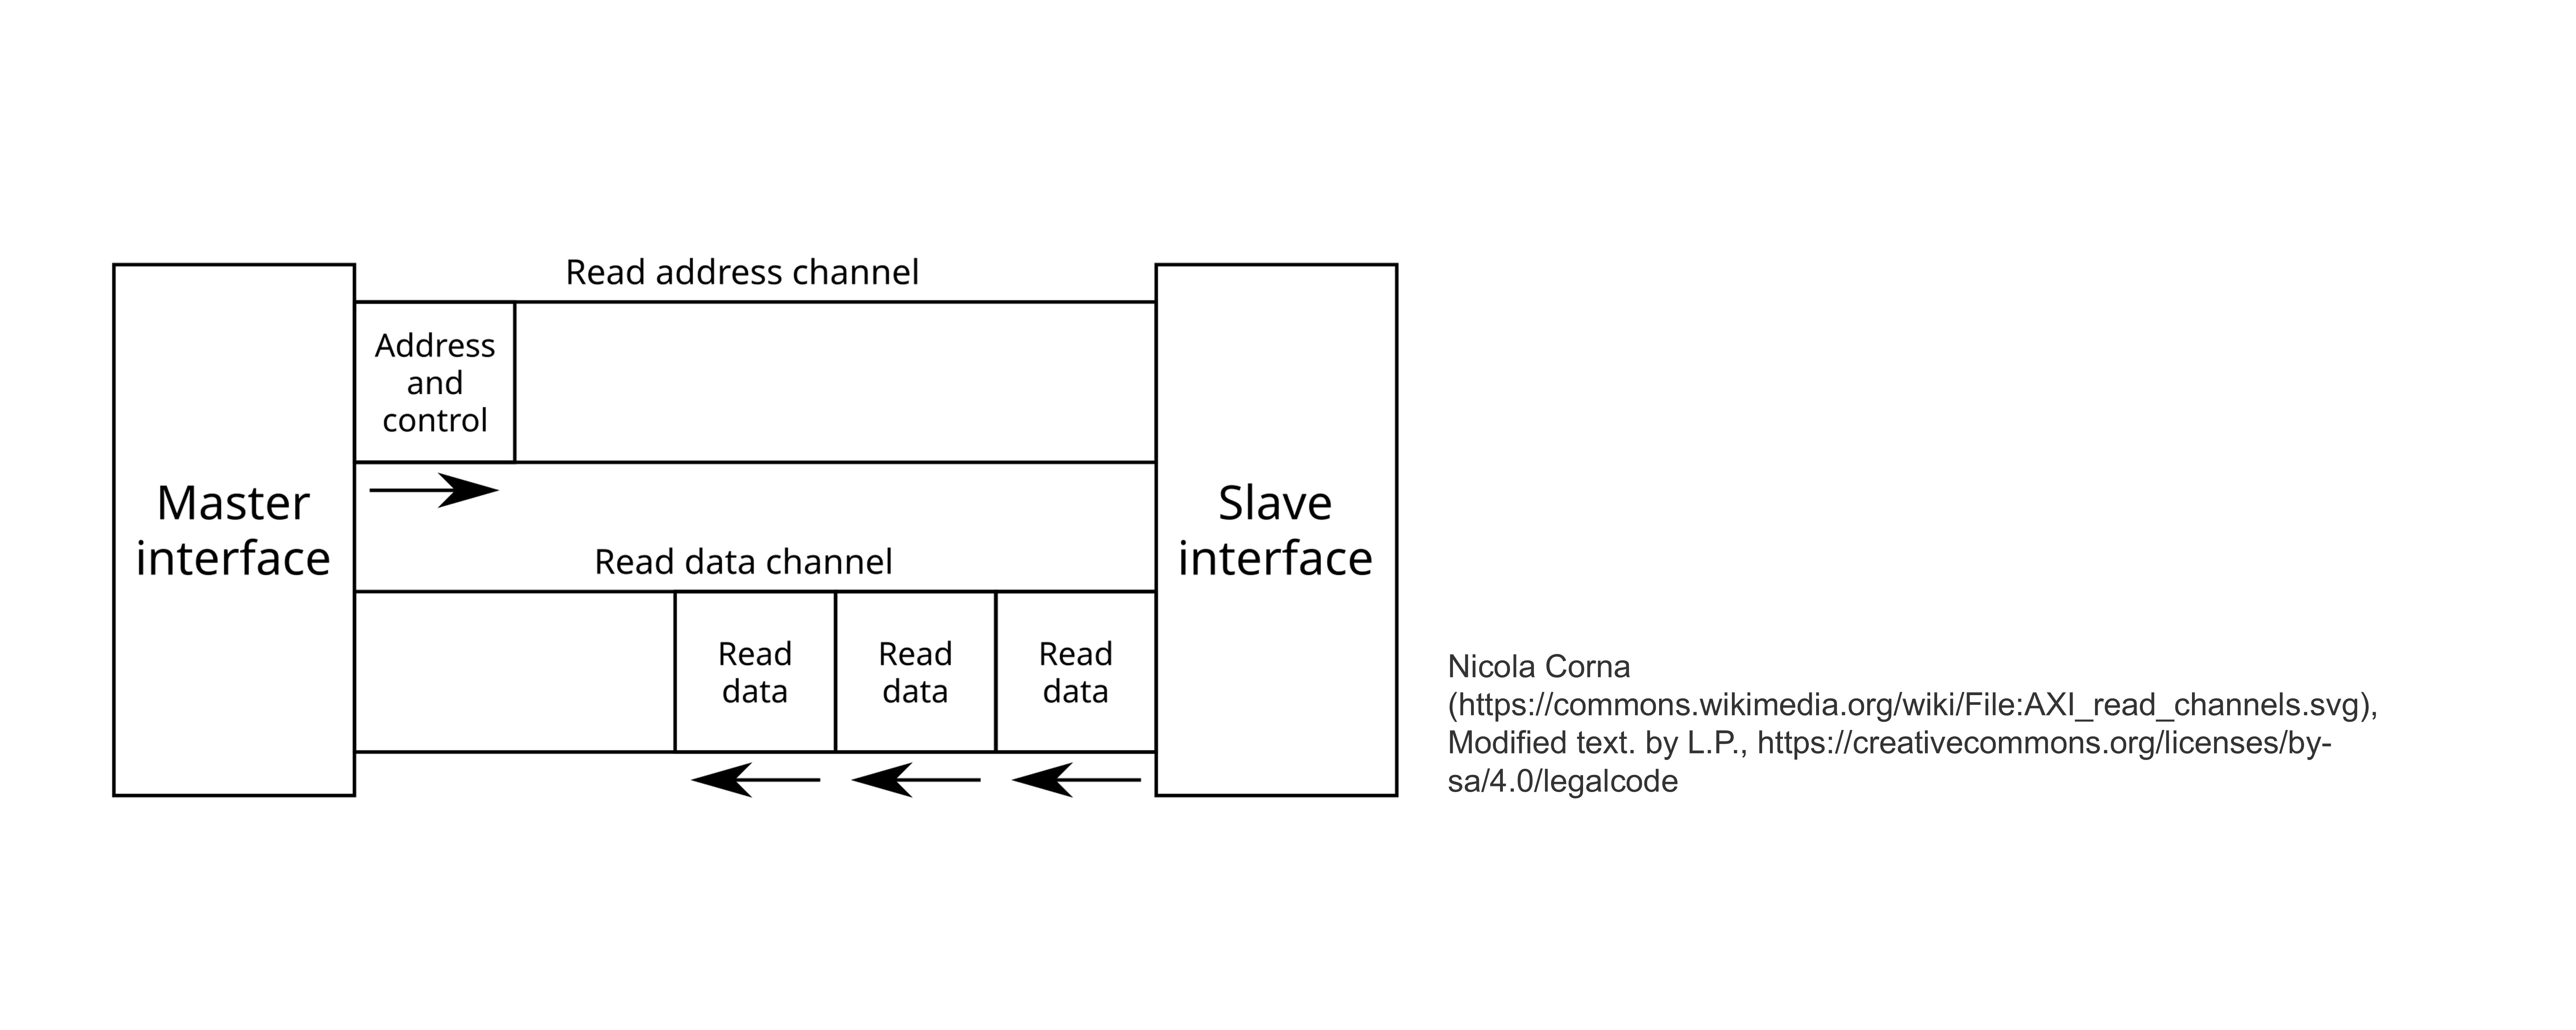 Read address channel
Address
and
control
Master
interface
Slave
interface
Read data channel
Read
data
Read
data
Read
data
Nicola Corna
(https://commons.wikimedia.org/wiki/File:AXI_read_channels.svg),
Modified text. by L.P., https://creativecommons.org/licenses/by-
sa/4.0/legalcode